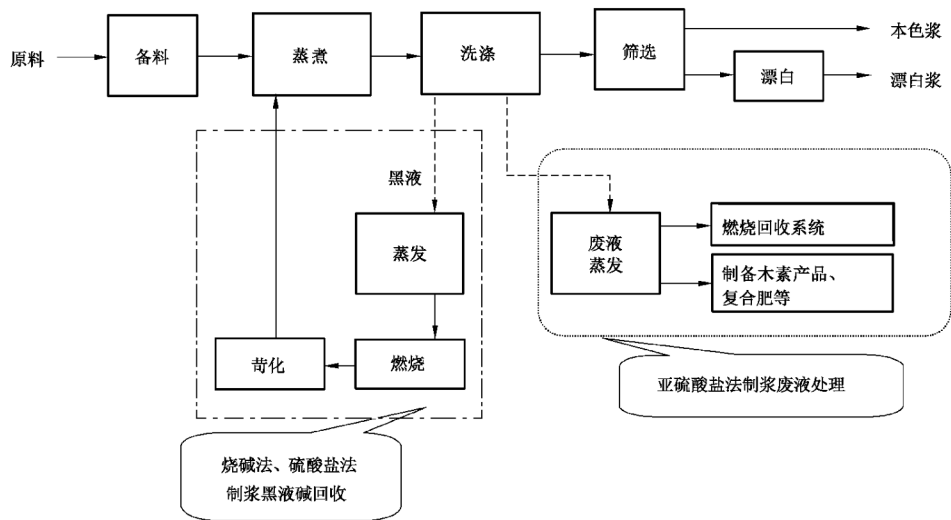 原料
备料
蒸煮
洗涤
筛选
本色浆
漂白
漂白浆
黑液
蒸发
苛化
燃烧
废液
蒸发
燃烧回收系统
制备木素产品、
复合肥等
亚硫酸盐法制浆废液处理
烧碱法、硫酸盐法
制浆黑液碱回收